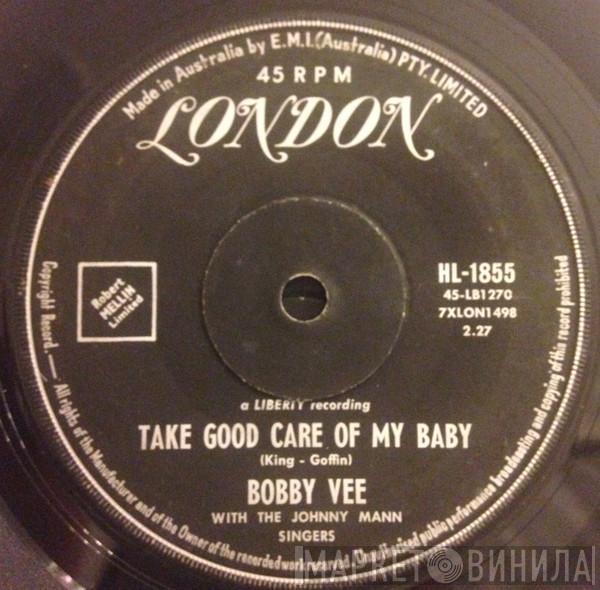 Made in Australia by E.M.I.(Australia) PTY. LIMITED
45 RPM
LONDON
Robert
MELLIN
Limited
HL-1855
45-LB1270
7XLON1498
2.27
a LIBERTY recording
TAKE GOOD CARE OF MY BABY
(King - Goffin)
BOBBY VEE
WITH THE JOHNNY MANN
SINGERS
Copyright Record. — All rights of the Manufacturer and of the Owner of the recorded work reserved. Unauthorised public performance broadcasting and copying of this record prohibited
МАРКЕТ ВИНИЛА